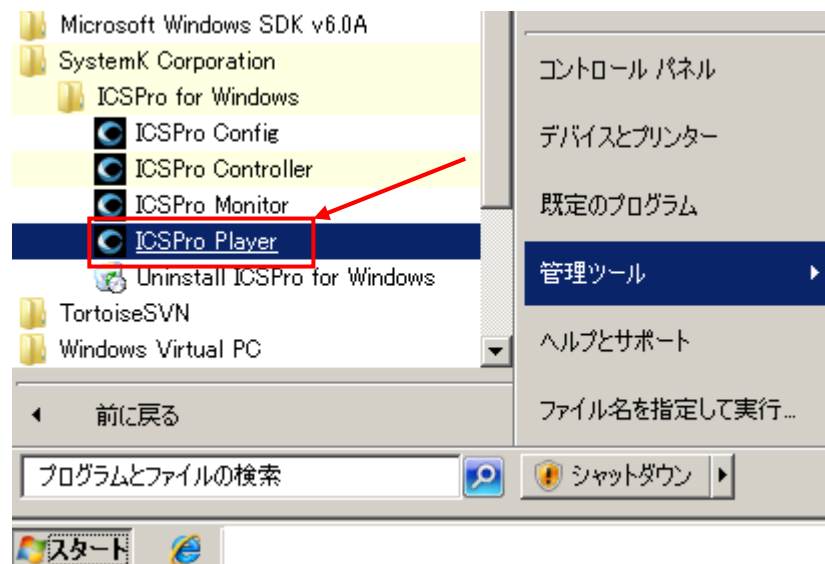 Microsoft Windows SDK v6.0A
SystemK Corporation
ICSPro for Windows
ICSPro Config
ICSPro Controller
ICSPro Monitor
ICSPro Player
Uninstall ICSPro for Windows
TortoiseSVN
Windows Virtual PC
前に戻る
プログラムとファイルの検索
コントロール パネル
デバイスとプリンター
既定のプログラム
管理ツール
ヘルプとサポート
ファイル名を指定して実行...
シャットダウン
スタート